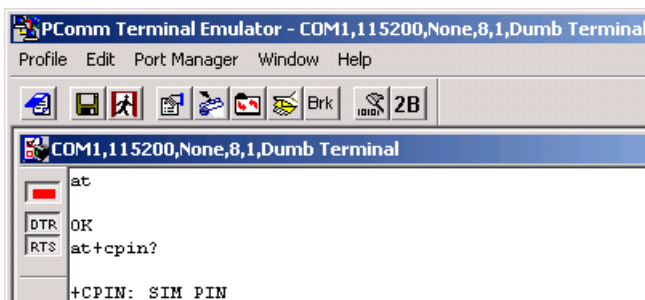 PComm Terminal Emulator - COM1,115200,None,8,1,Dumb Terminal
Profile Edit Port Manager Window Help
Brk 2B
COM1,115200,None,8,1,Dumb Terminal
at
DTR OK
RTS at+cpin?
+CPIN: SIM PIN